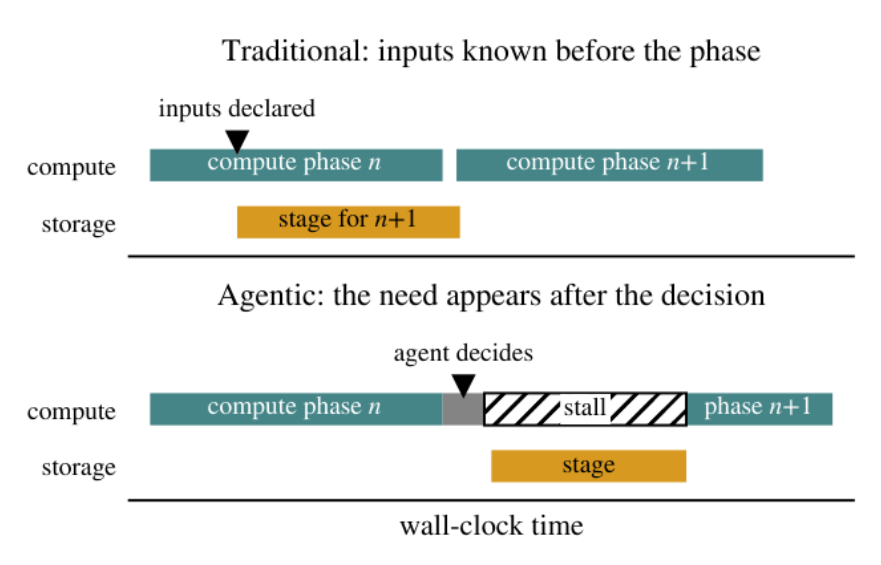 Traditional: inputs known before the phase
inputs declared
compute compute phase n compute phase n+1
storage stage for n+1
Agentic: the need appears after the decision
agent decides
compute compute phase n stall phase n+1
storage stage
wall-clock time